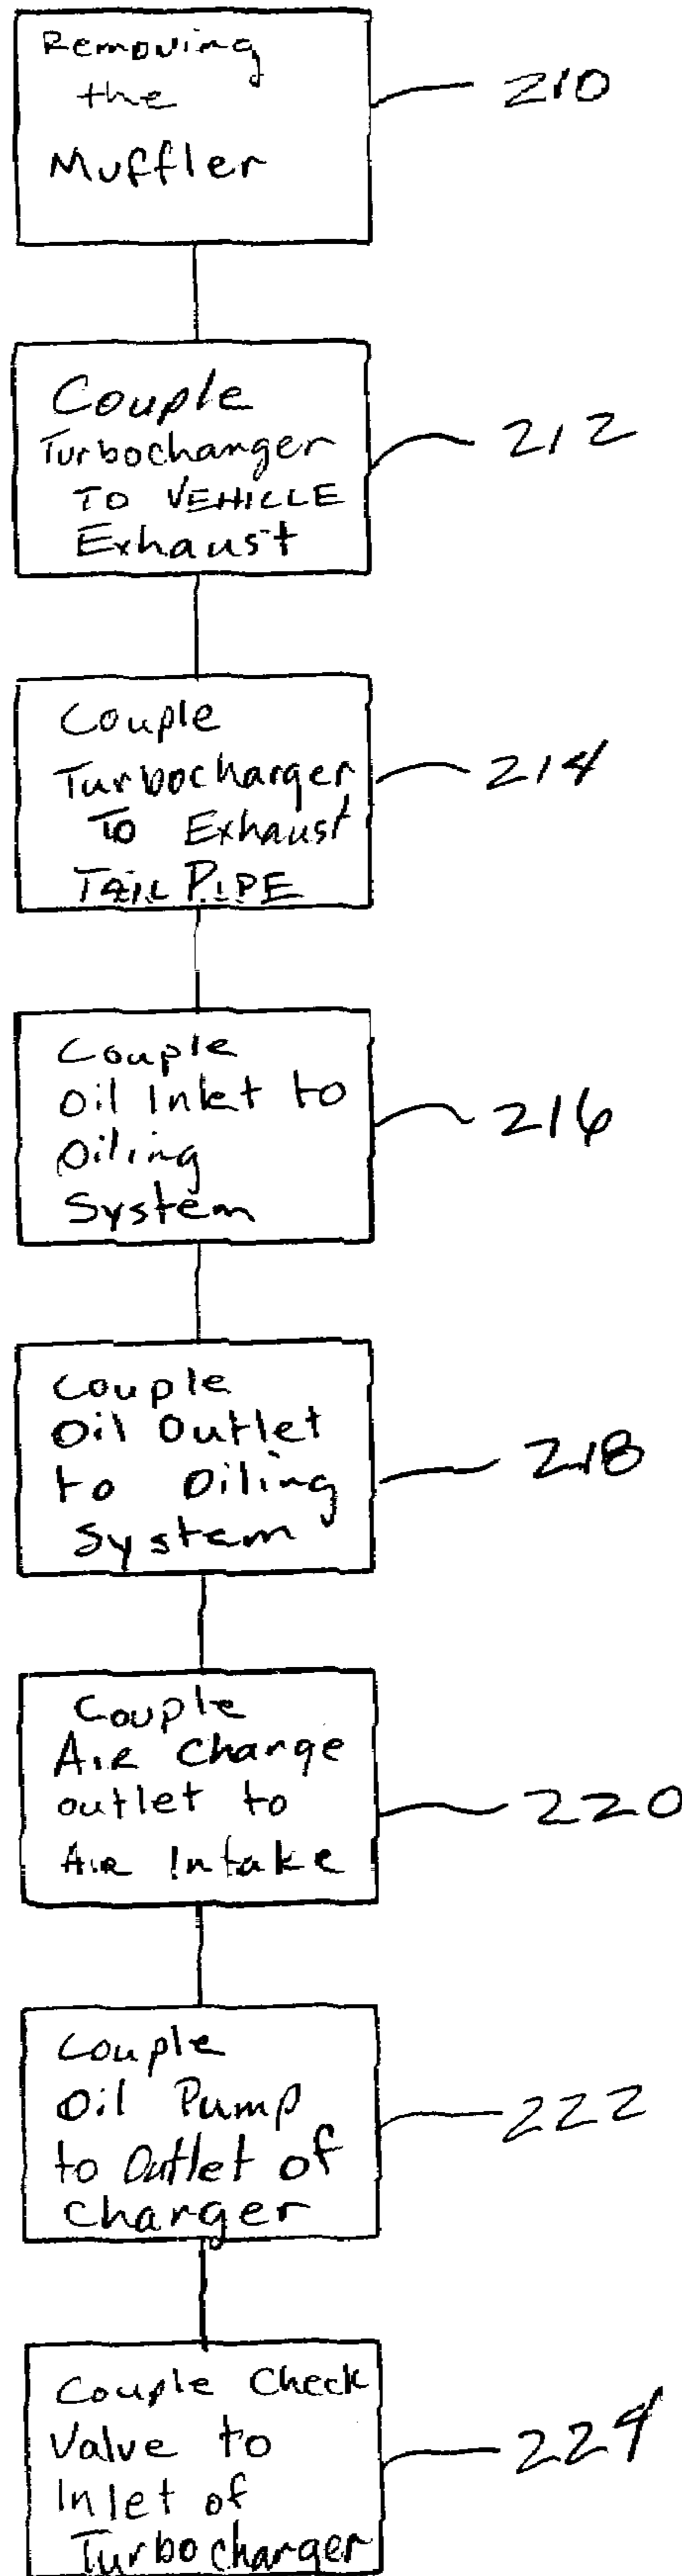 Removing
the
Muffler
210
Couple
Turbochanger
TO VEHICLE
Exhaust
212
Couple
Turbocharger
To Exhaust
Tail PIPE
214
Couple
Oil Inlet to
Oiling
System
216
Couple
Oil Outlet
to Oiling
System
218
Couple
AIR Charge
outlet to
AIR Intake
220
Couple
Oil Pump
to Outlet of
Charger
222
Couple Check
Valve to
Inlet of
Turbocharger
224